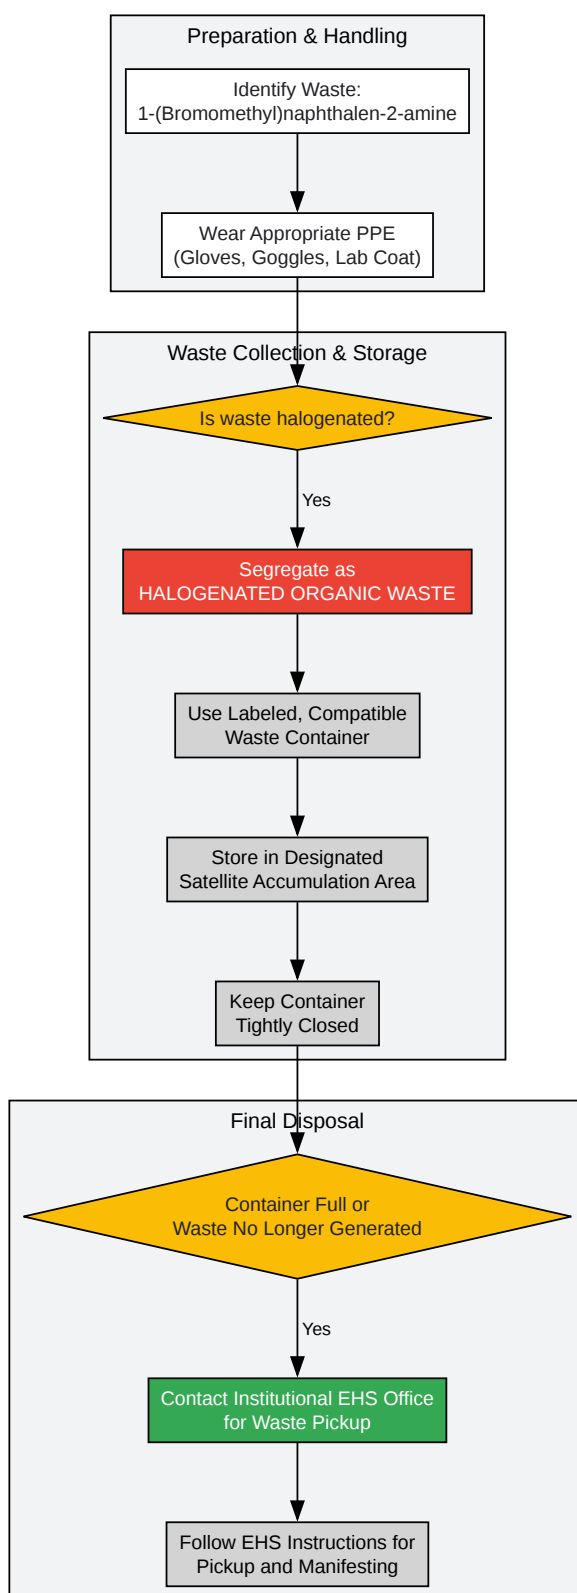 Preparation & Handling
Identify Waste:
1-(Bromomethyl)naphthalen-2-amine
Wear Appropriate PPE
(Gloves, Goggles, Lab Coat)
Waste Collection & Storage
Is waste halogenated?
Yes
Segregate as
HALOGENATED ORGANIC WASTE
Use Labeled, Compatible
Waste Container
Store in Designated
Satellite Accumulation Area
Keep Container
Tightly Closed
Final Disposal
Container Full or
Waste No Longer Generated
Yes
Contact Institutional EHS Office
for Waste Pickup
Follow EHS Instructions for
Pickup and Manifesting